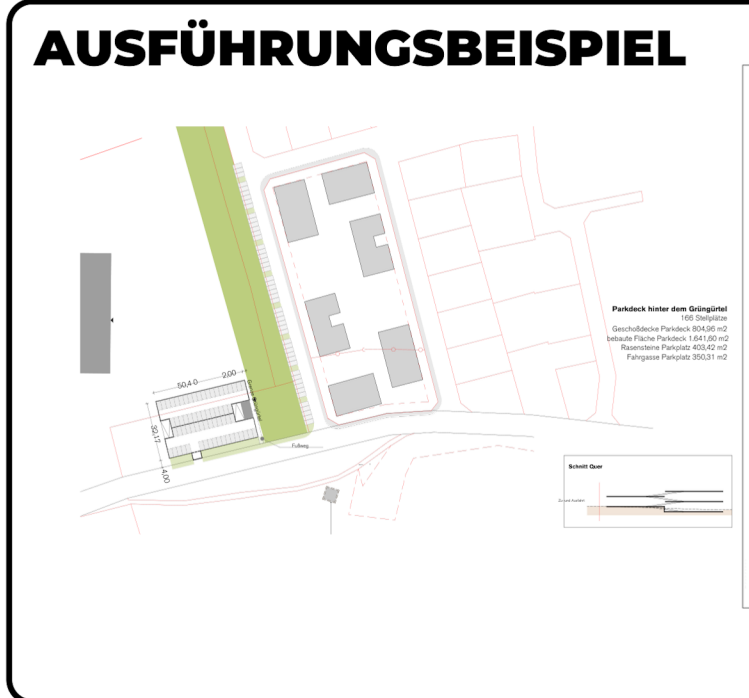 AUSFÜHRUNGSBEISPIEL
Parkdeck hinter dem Grüngürtel
166 Stellplätze
Geschoßdecke Parkdeck 804,96 m2
bebaute Fläche Parkdeck 1.641,60 m2
Rasensteine Parkplatz 403,42 m2
Fahrgasse Parkplatz 350,31 m2
50,40
2,00
32,17
4,00
Fußweg
Schnitt Quer